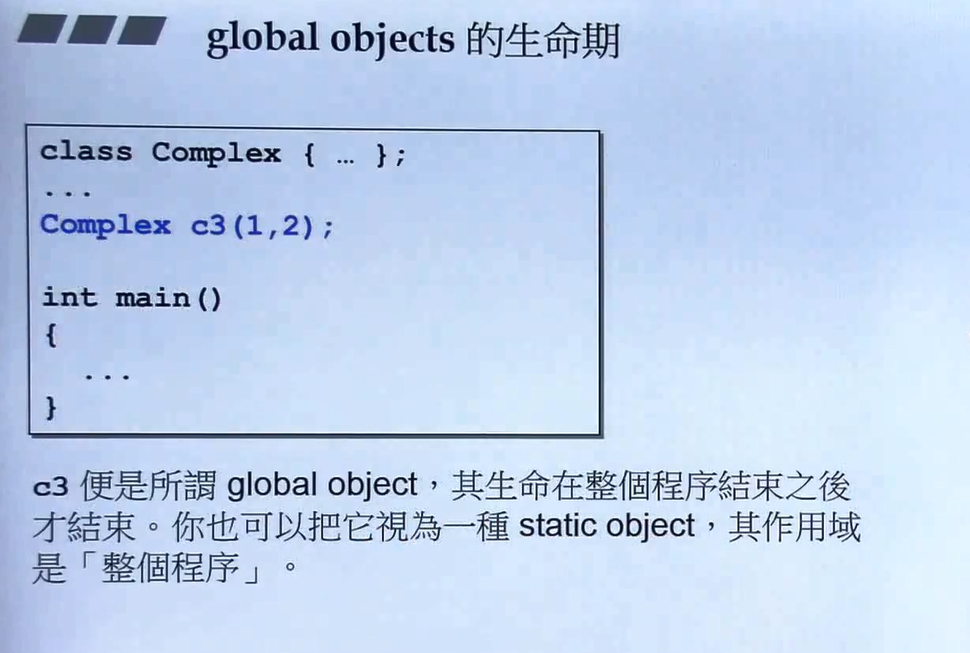 global objects 的生命期
class Complex { … };
...
Complex c3(1,2);
int main()
{
...
}
c3 便是所謂 global object，其生命在整個程序結束之後
才結束。你也可以把它視為一種 static object，其作用域
是「整個程序」。